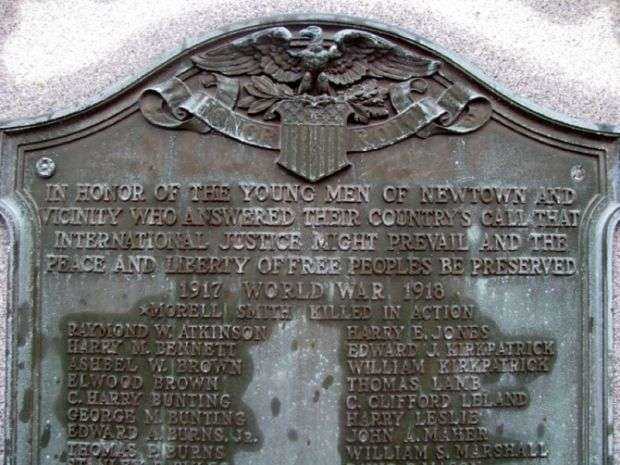 HONOR ROLL
IN HONOR OF THE YOUNG MEN OF NEWTOWN AND
VICINITY WHO ANSWERED THEIR COUNTRY'S CALL THAT
INTERNATIONAL JUSTICE MIGHT PREVAIL AND THE
PEACE AND LIBERTY OF FREE PEOPLES BE PRESERVED
1917 WORLD WAR 1918
*MORELL SMITH KILLED IN ACTION
RAYMOND W. ATKINSON
HARRY M. BENNETT
ASHBEL W. BROWN
ELWOOD BROWN
C. HARRY BUNTING
GEORGE M. BUNTING
EDWARD A. BURNS, JR.
THOMAS P. BURNS
HARRY E. JONES
EDWARD J. KIRKPATRICK
WILLIAM KIRKPATRICK
THOMAS LAMB
C. CLIFFORD LELAND
HARRY LESLIE
JOHN A. MAHER
WILLIAM S. MARSHALL